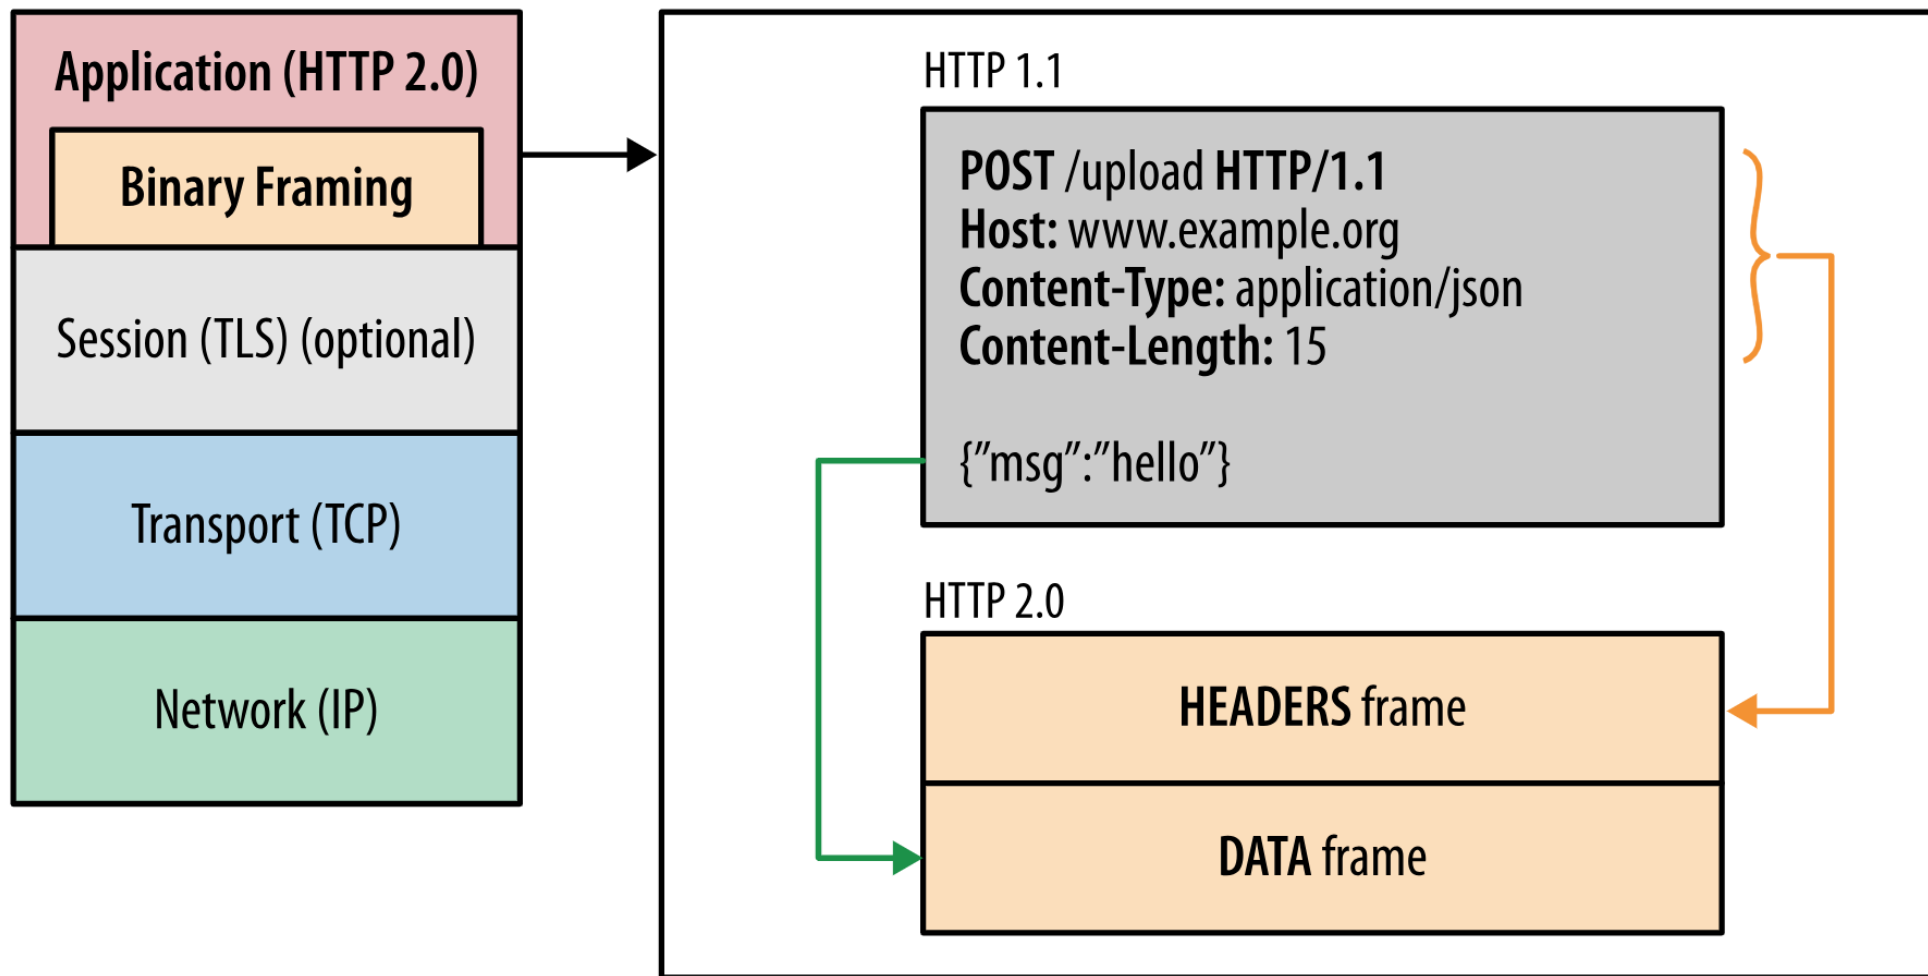 Application (HTTP 2.0)
Binary Framing
Session (TLS) (optional)
Transport (TCP)
Network (IP)
HTTP 1.1
POST /upload HTTP/1.1
Host: www.example.org
Content-Type: application/json
Content-Length: 15
{”msg”:”hello”}
HTTP 2.0
HEADERS frame
DATA frame